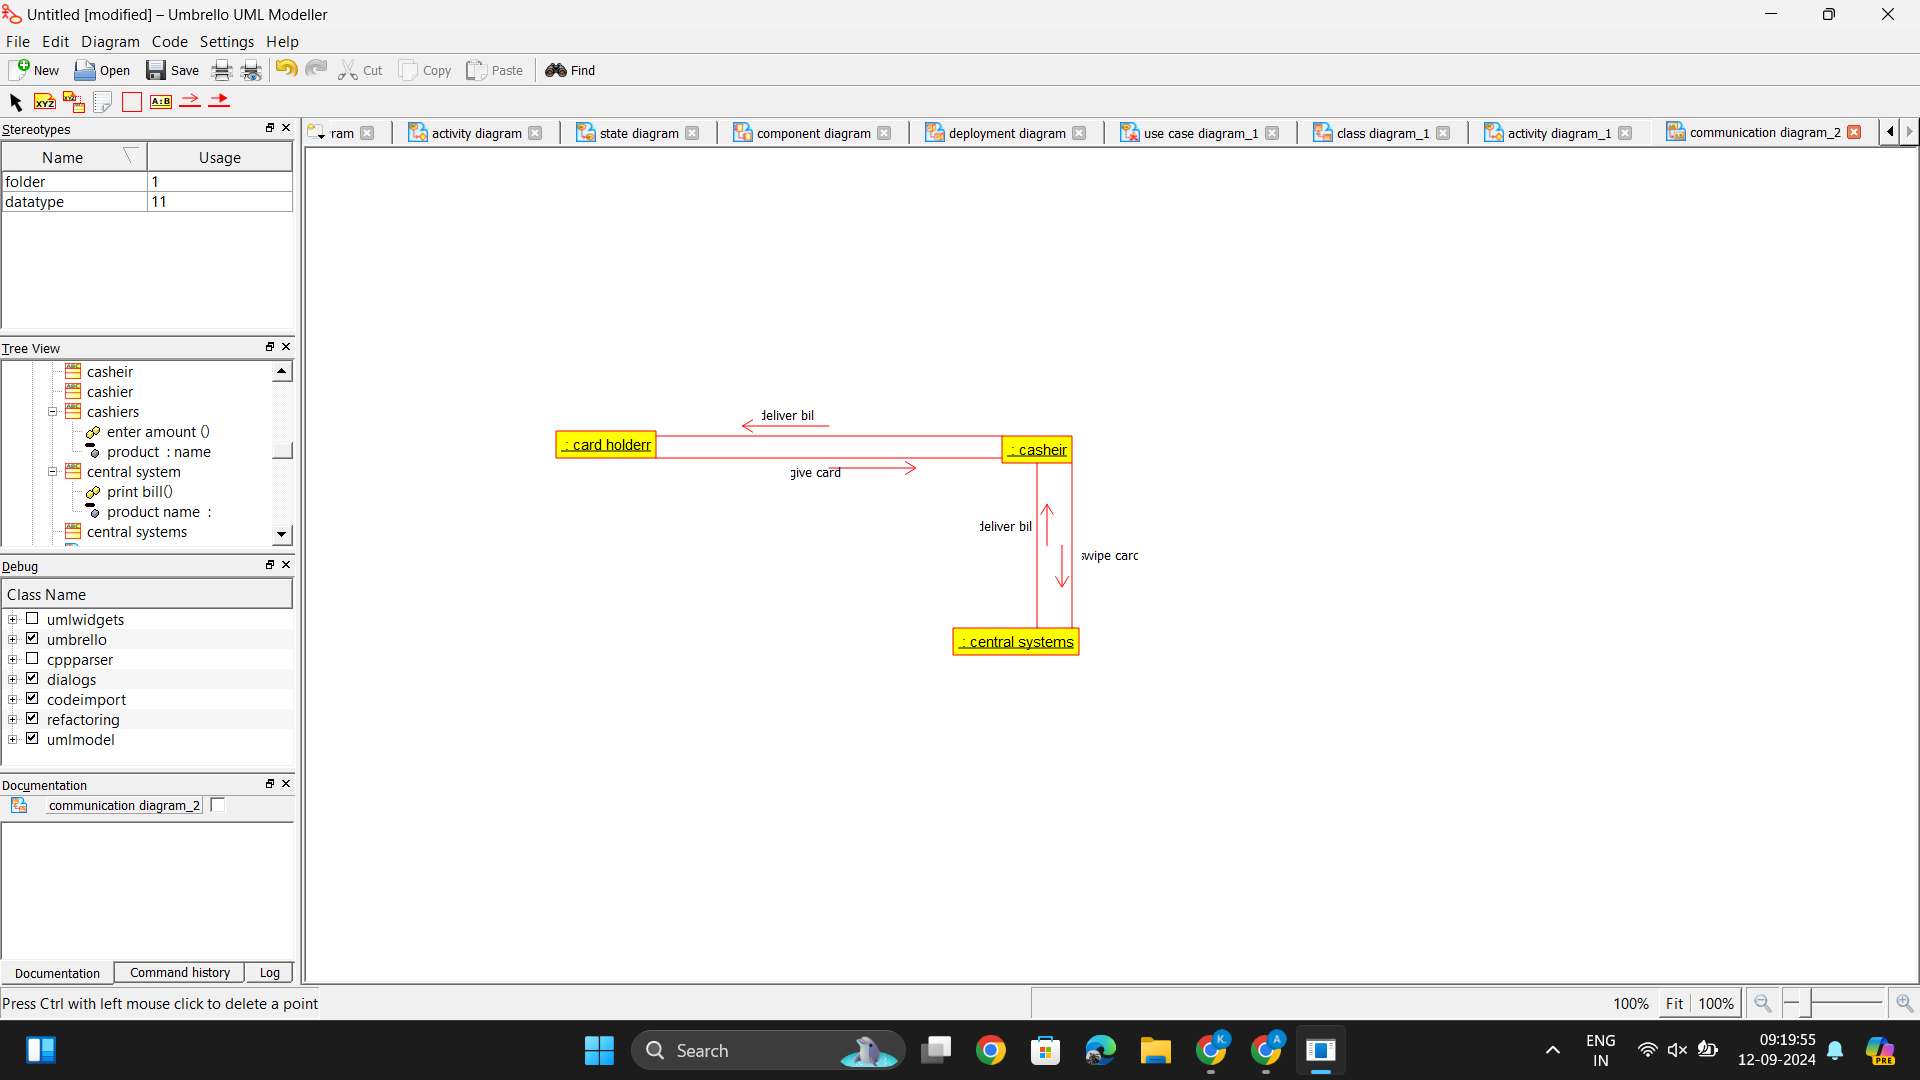 Untitled [modified] – Umbrello UML Modeller
File Edit Diagram Code Settings Help
New Open Save Cut Copy Paste Find
XYZ XYZ A:B
Stereotypes
Name Usage
folder 1
datatype 11
Tree View
casheir
cashier
cashiers
enter amount ()
product : name
central system
print bill()
product name :
central systems
Debug
Class Name
umlwidgets
umbrello
cppparser
dialogs
codeimport
refactoring
umlmodel
Documentation
communication diagram_2
Documentation Command history Log
Press Ctrl with left mouse click to delete a point
ram activity diagram state diagram component diagram deployment diagram use case diagram_1 class diagram_1 activity diagram_1 communication diagram_2
deliver bil
: card holderr
: casheir
give card
deliver bil
swipe card
: central systems
100% Fit 100%
Search
K
A
ENG
IN
09:19:55
12-09-2024
PRE